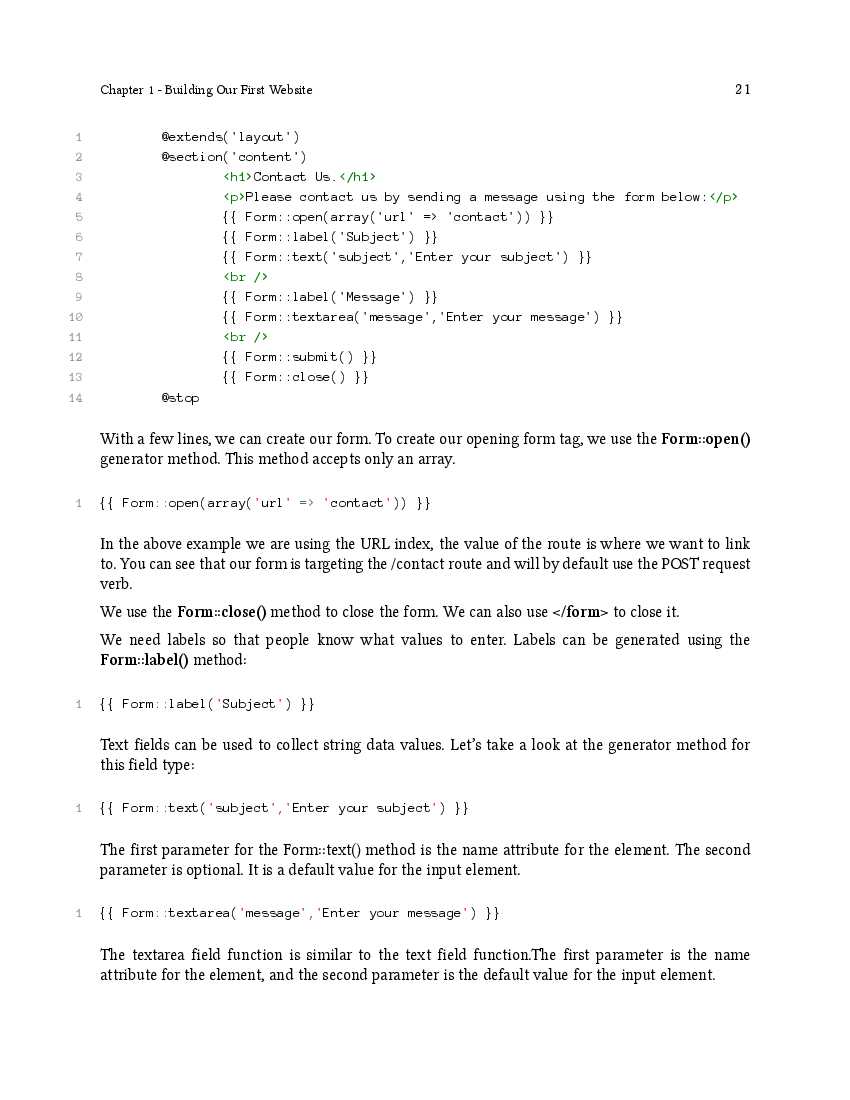 Chapter 1 - Building Our First Website 21
1 @extends('layout')
2 @section('content')
3 <h1>Contact Us.</h1>
4 <p>Please contact us by sending a message using the form below:</p>
5 {{ Form::open(array('url' => 'contact')) }}
6 {{ Form::label('Subject') }}
7 {{ Form::text('subject','Enter your subject') }}
8 <br />
9 {{ Form::label('Message') }}
10 {{ Form::textarea('message','Enter your message') }}
11 <br />
12 {{ Form::submit() }}
13 {{ Form::close() }}
14 @stop
With a few lines, we can create our form. To create our opening form tag, we use the Form::open()
generator method. This method accepts only an array.
1 {{ Form::open(array('url' => 'contact')) }}
In the above example we are using the URL index, the value of the route is where we want to link
to. You can see that our form is targeting the /contact route and will by default use the POST request
verb.
We use the Form::close() method to close the form. We can also use </form> to close it.
We need labels so that people know what values to enter. Labels can be generated using the
Form::label() method:
1 {{ Form::label('Subject') }}
Text fields can be used to collect string data values. Let's take a look at the generator method for
this field type:
1 {{ Form::text('subject','Enter your subject') }}
The first parameter for the Form::text() method is the name attribute for the element. The second
parameter is optional. It is a default value for the input element.
1 {{ Form::textarea('message','Enter your message') }}
The textarea field function is similar to the text field function.The first parameter is the name
attribute for the element, and the second parameter is the default value for the input element.